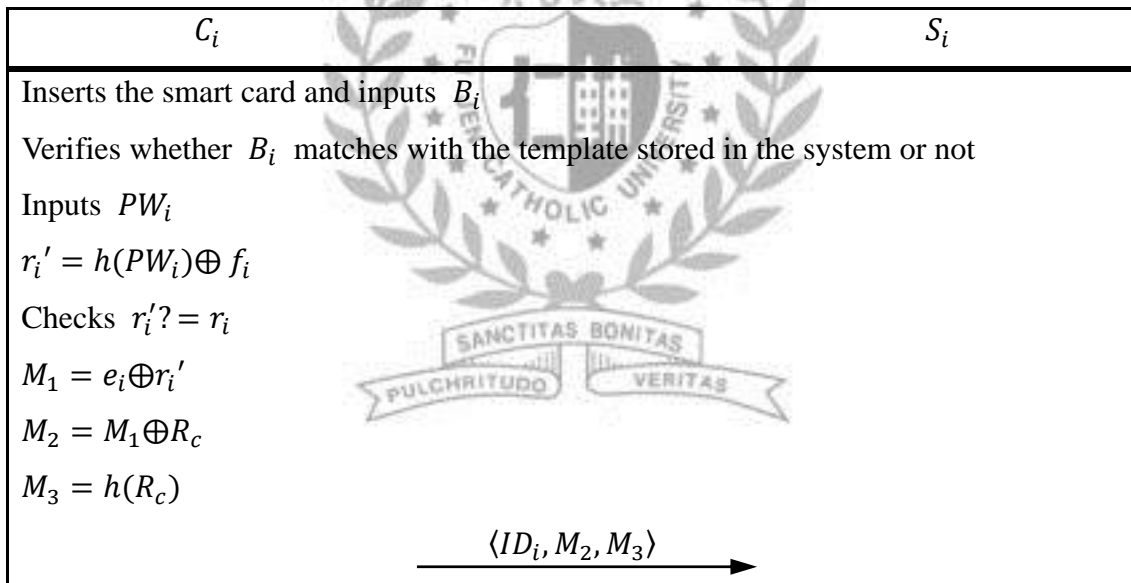 C_i S_i
Inserts the smart card and inputs B_i
Verifies whether B_i matches with the template stored in the system or not
Inputs PW_i
r_i′ = h(PW_i)⊕ f_i
Checks r_i′? = r_i
M_1 = e_i⊕r_i′
M_2 = M_1⊕R_c
M_3 = h(R_c)
⟨ID_i, M_2, M_3⟩
CATHOLIC UNIVERSITY
SANCTITAS BONITAS
PULCHRITUDO VERITAS